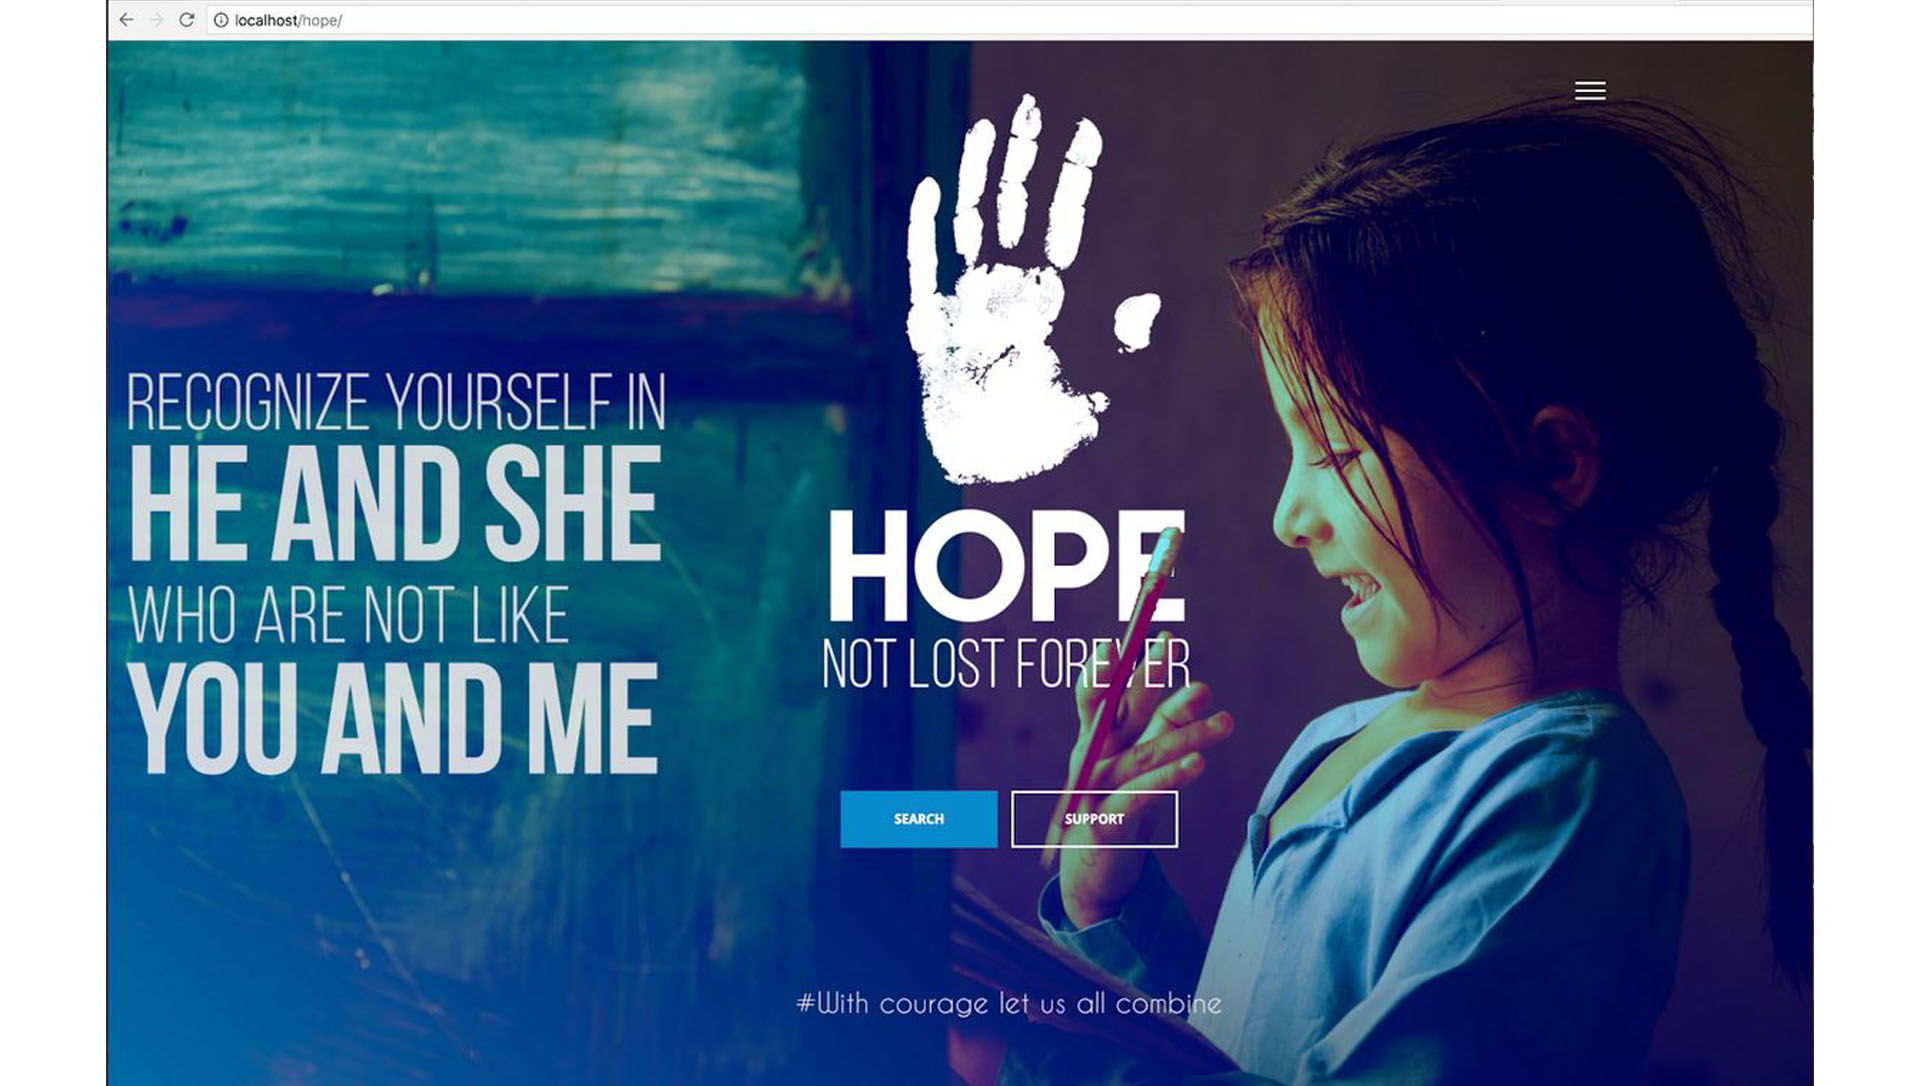 localhost/hope/
RECOGNIZE YOURSELF IN
HE AND SHE
WHO ARE NOT LIKE
YOU AND ME
HOPE
NOT LOST FOREVER
SEARCH
SUPPORT
#With courage let us all combine